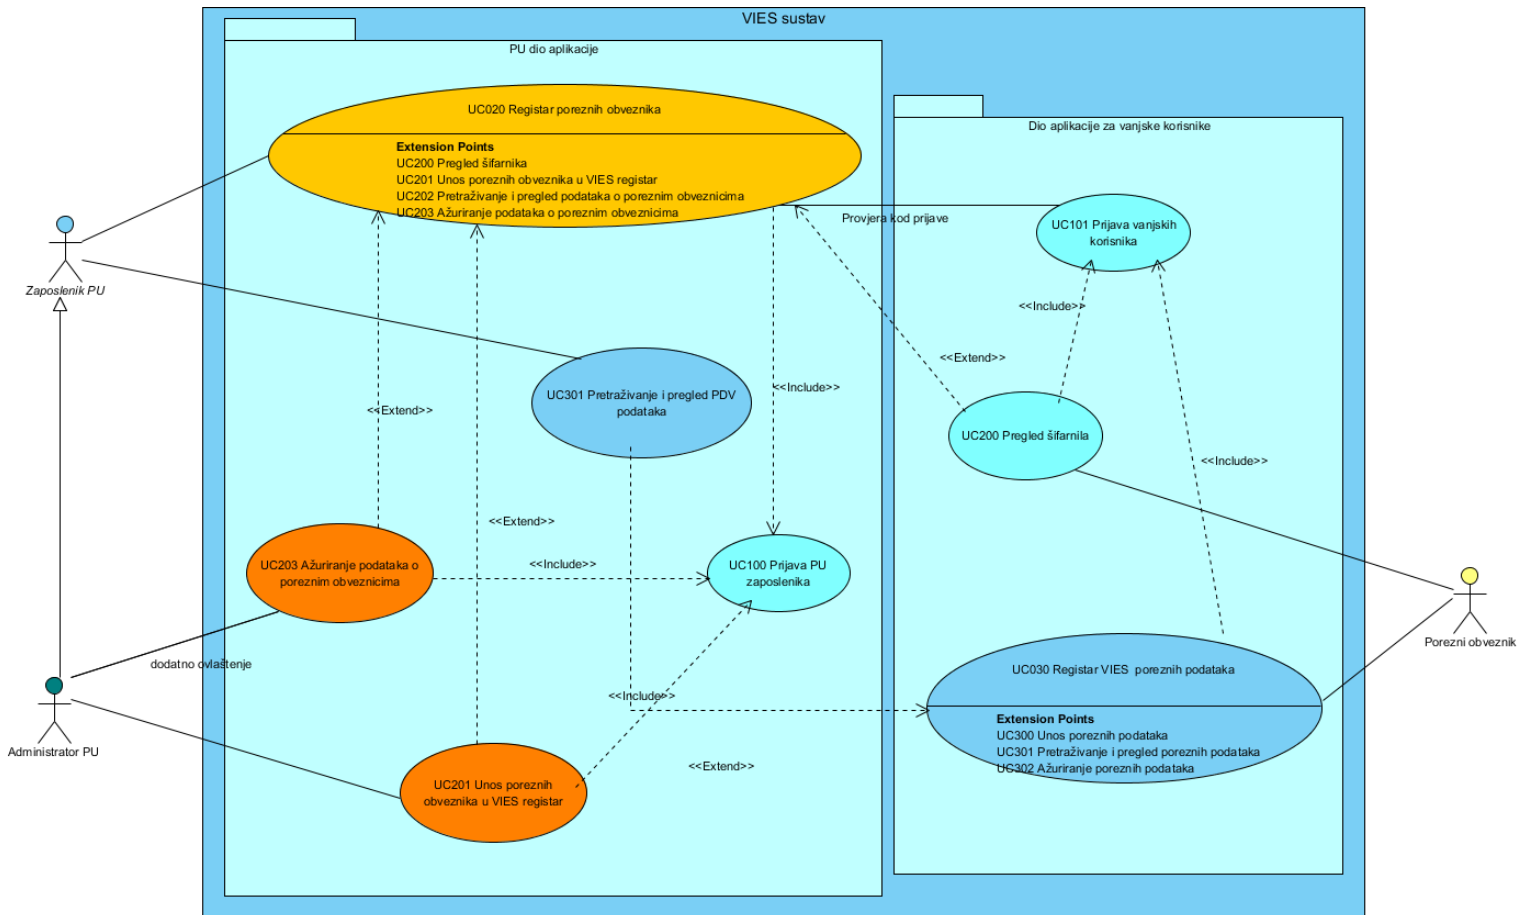 VIES sustav
PU dio aplikacije
UC020 Registar poreznih obveznika
Extension Points
UC200 Pregled šifarnika
UC201 Unos poreznih obveznika u VIES registar
UC202 Pretraživanje i pregled podataka o poreznim obveznicima
UC203 Ažuriranje podataka o poreznim obveznicima
Dio aplikacije za vanjske korisnike
Provjera kod prijave
UC101 Prijava vanjskih
korisnika
Zaposlenik PU
<<Include>>
<<Extend>>
<<Include>>
UC301 Pretraživanje i pregled PDV
podataka
<<Extend>>
UC200 Pregled šifarnila
<<Include>>
<<Extend>>
UC203 Ažuriranje podataka o
poreznim obveznicima
<<Include>>
UC100 Prijava PU
zaposlenika
Porezni obveznik
dodatno ovlaštenje
<<Include>>
UC030 Registar VIES  poreznih podataka
Extension Points
UC300 Unos poreznih podataka
UC301 Pretraživanje i pregled poreznih podataka
UC302 Ažuriranje poreznih podataka
Administrator PU
<<Extend>>
UC201 Unos poreznih
obveznika u VIES registar